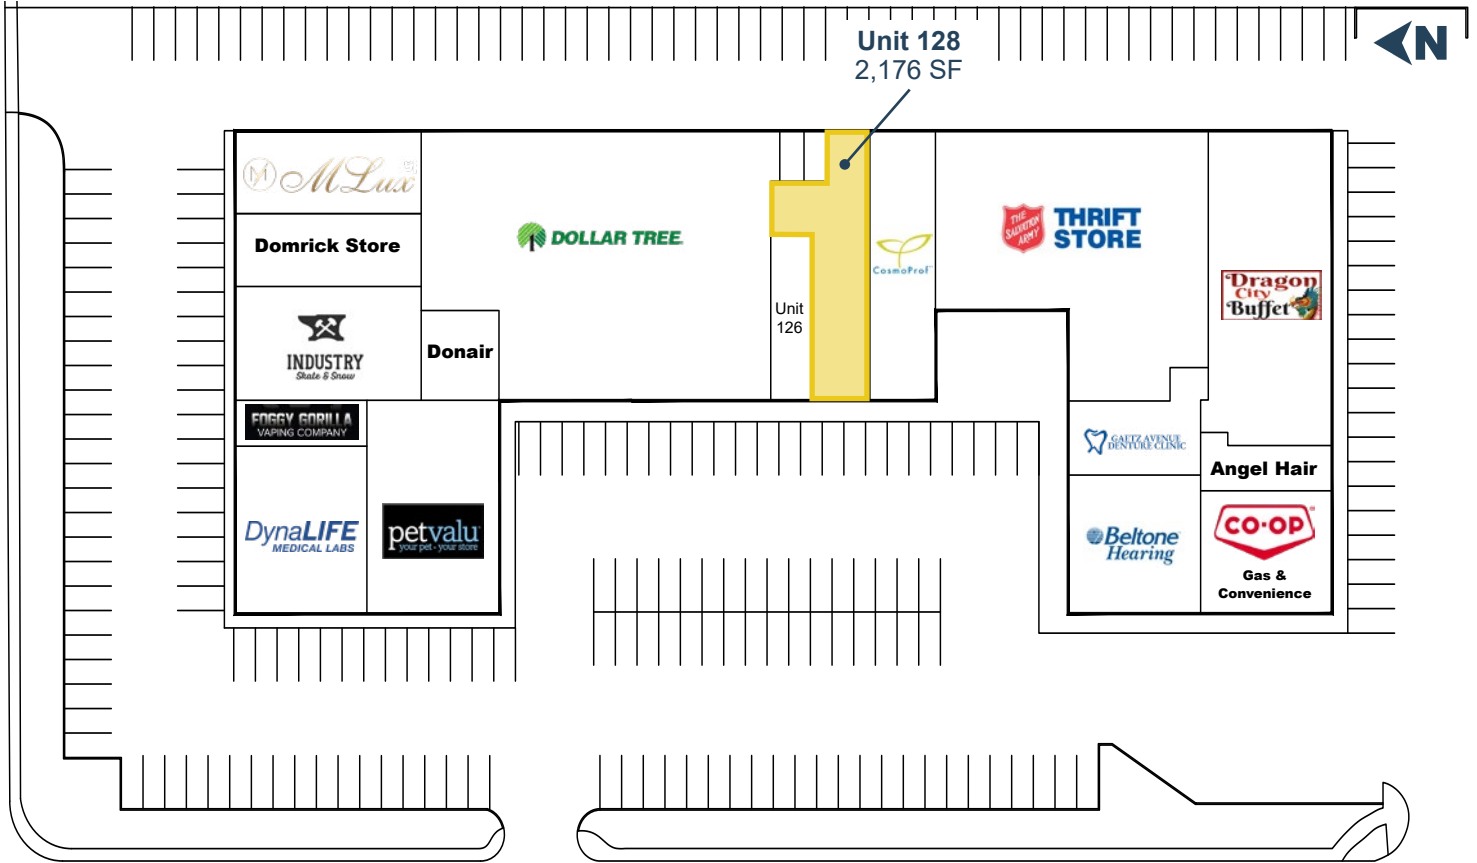 Unit 128
2,176 SF
N
M
MLux
Domrick Store
DOLLAR TREE
THE
SALVATION
ARMY
THRIFT
STORE
CosmoProf
Dragon
City
Buffet
Unit
126
INDUSTRY
Skate & Snow
Donair
FOGGY GORILLA
VAPING COMPANY
GAETZ AVENUE
DENTURE CLINIC
Angel Hair
DynaLIFE
MEDICAL LABS
petvalu
your pet - your store
Beltone
Hearing
CO·OP
Gas &
Convenience